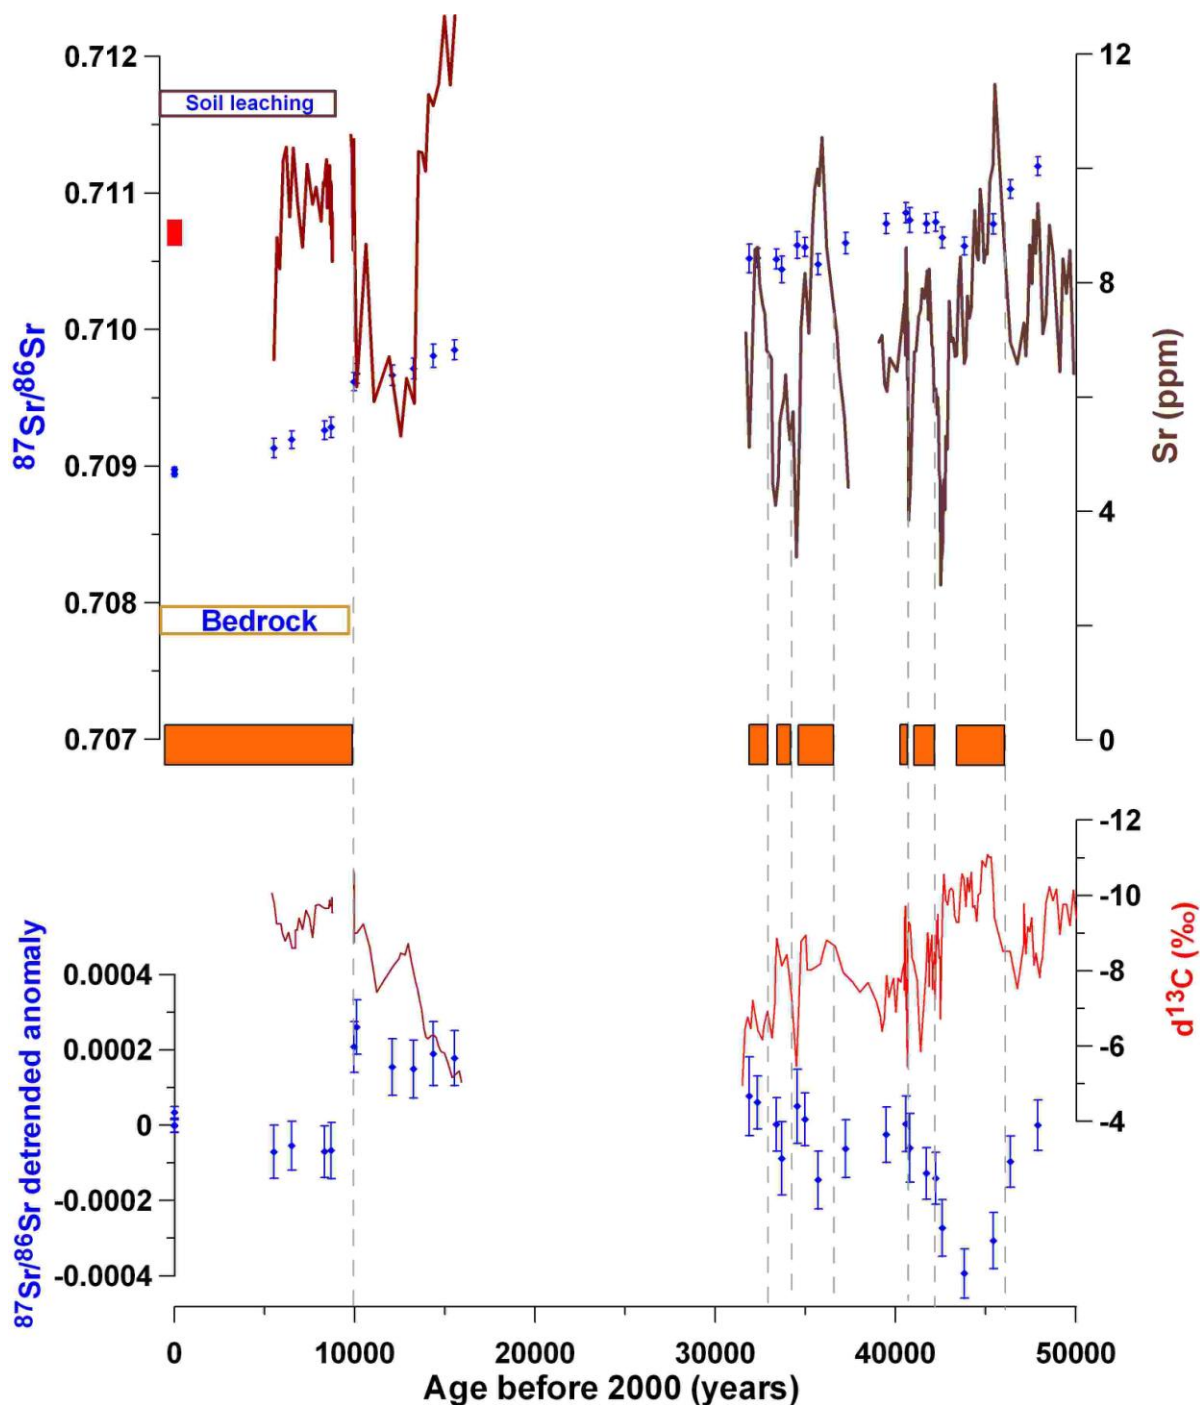 0.712
0.711
0.710
0.709
0.708
0.707
87Sr/86Sr
Soil leaching
Bedrock
12
8
4
0
Sr (ppm)
-12
-10
-8
-6
-4
d13C (‰)
0.0004
0.0002
0
-0.0002
-0.0004
87Sr/86Sr detrended anomaly
0 10000 20000 30000 40000 50000
Age before 2000 (years)